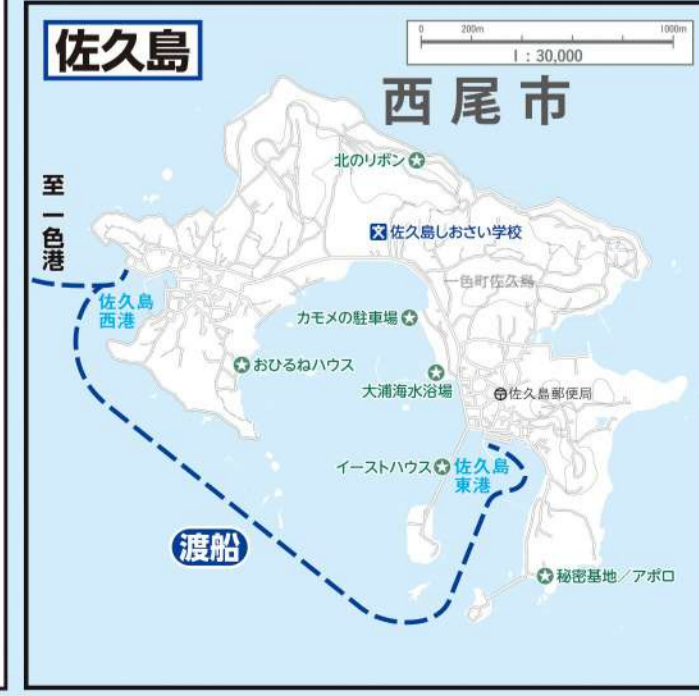 佐久島
0 200m 1000m
1 : 30,000
西尾市
至 一色港
北のリボン
佐久島しおさい学校
一色町佐久島
佐久島
西港
カモメの駐車場
おひるねハウス
大浦海水浴場
佐久島郵便局
イーストハウス
佐久島
東港
渡船
秘密基地／アポロ